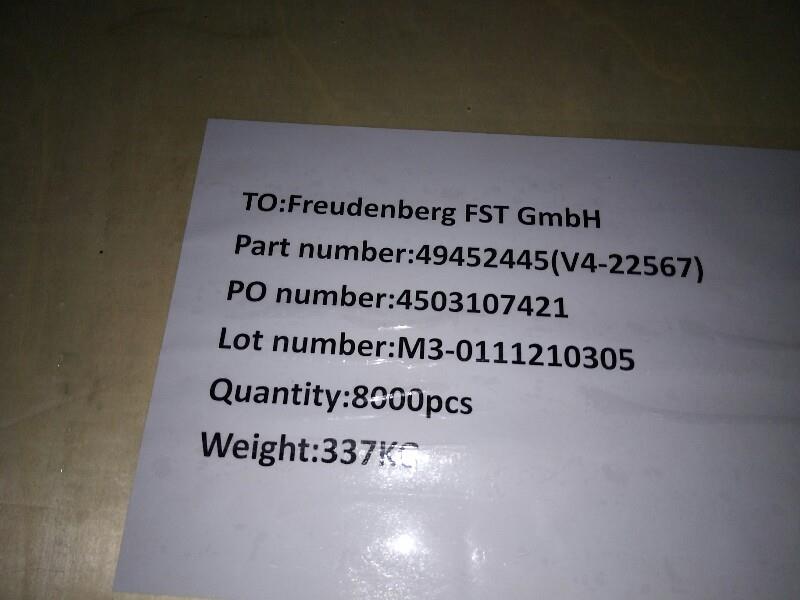 TO:Freudenberg FST GmbH
Part number:49452445(V4-22567)
PO number:4503107421
Lot number:M3-0111210305
Quantity:8000pcs
Weight:337KG